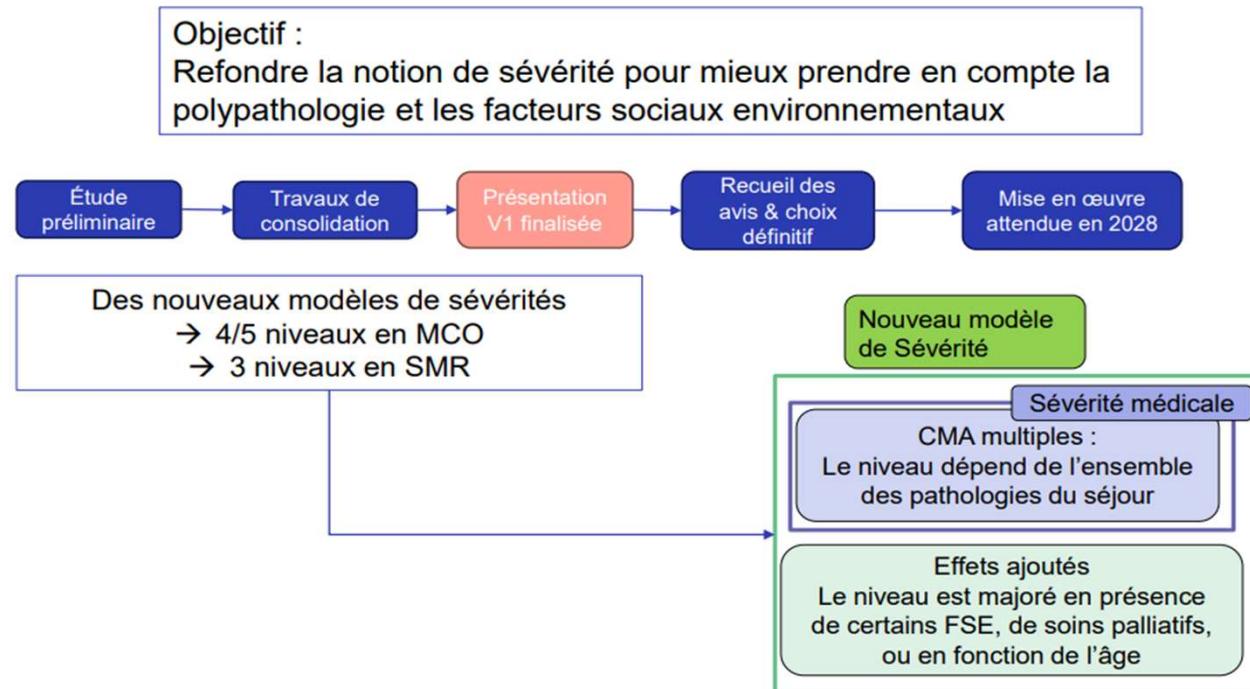 Objectif :
Refondre la notion de sévérité pour mieux prendre en compte la
polypathologie et les facteurs sociaux environnementaux
Étude
préliminaire
Travaux de
consolidation
Présentation
V1 finalisée
Recueil des
avis & choix
définitif
Mise en œuvre
attendue en 2028
Des nouveaux modèles de sévérités
→ 4/5 niveaux en MCO
→ 3 niveaux en SMR
Nouveau modèle
de Sévérité
Sévérité médicale
CMA multiples :
Le niveau dépend de l’ensemble
des pathologies du séjour
Effets ajoutés
Le niveau est majoré en présence
de certains FSE, de soins palliatifs,
ou en fonction de l’âge